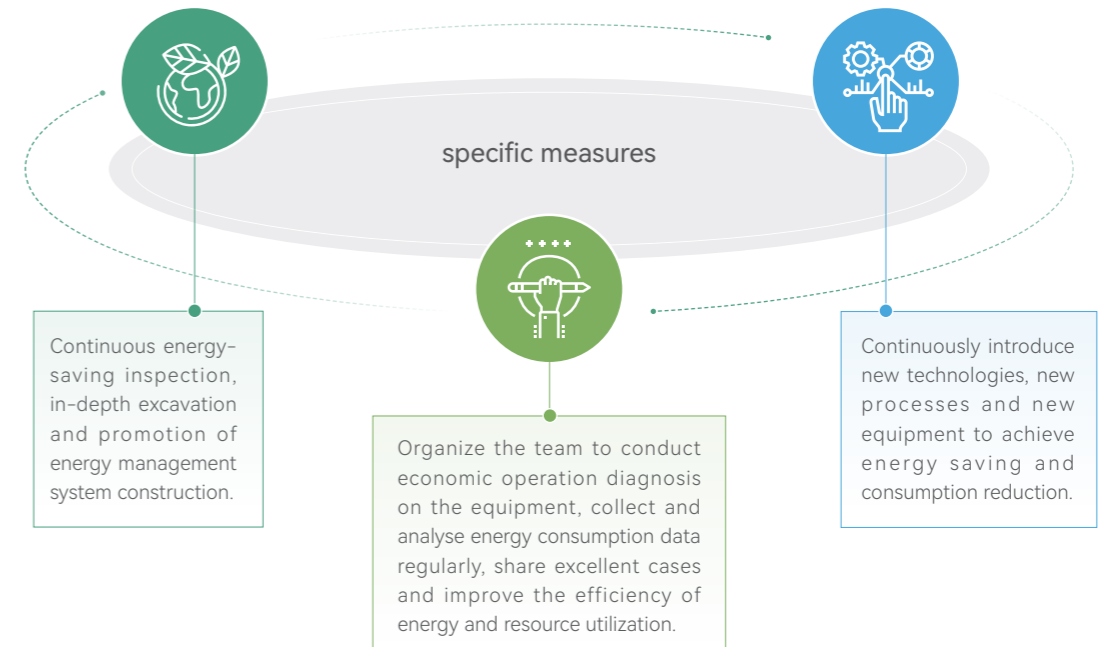 specific measures
Continuous energy-
saving inspection,
in-depth excavation
and promotion of
energy management
system construction.
Organize the team to conduct
economic operation diagnosis
on the equipment, collect and
analyse energy consumption data
regularly, share excellent cases
and improve the efficiency of
energy and resource utilization.
Continuously introduce
new technologies, new
processes and new
equipment to achieve
energy saving and
consumption reduction.